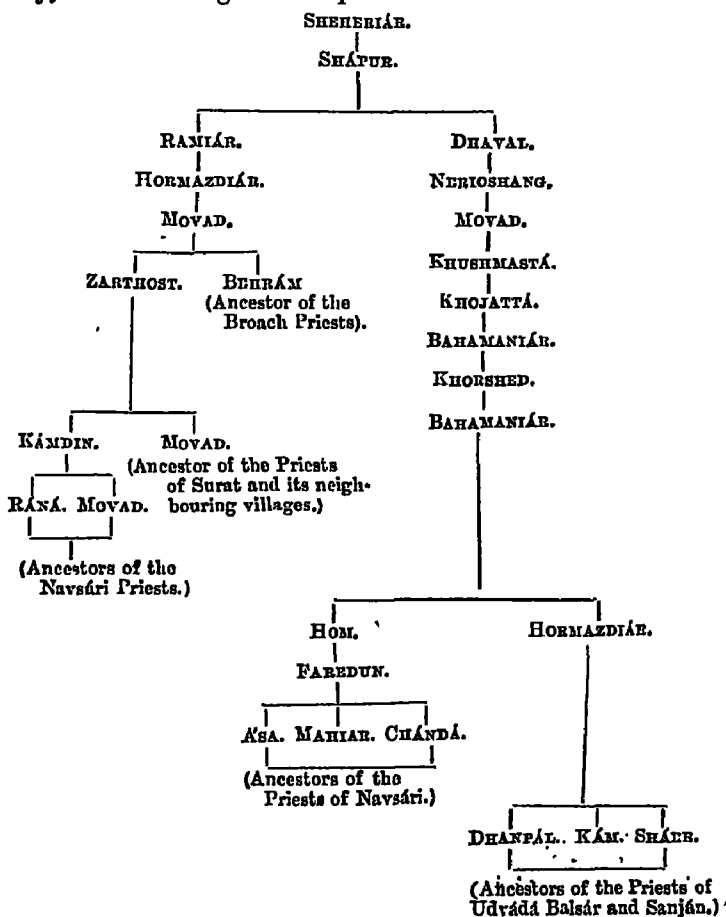 SHEHERIÁR.
SHÁPUR.
RAMIÁR. DHAVAL.
HORMAZDIÁR. NERIOSHANG.
MOVAD. MOVAD.
ZARTHOST. BEHRÁM KHUSHMASTÁ.
(Ancestor of the KHOJATTÁ.
Broach Priests).
BAHAMANIÁR.
KHORSHED.
BAHAMANIÁR.
KÁMDIN. MOVAD.
(Ancestor of the Priests
of Surat and its neigh-
RÁNÁ. MOVAD. bouring villages.)
(Ancestors of the
Navsári Priests.)
HOM. HORMAZDIÁR.
FAREDUN.
ÁSA. MAHIAR. CHÁNDÁ.
(Ancestors of the
Priests of Navsári.)
DHANPÁL. KÁM.
(Ancestors of the Priests of
Udvádá Balsár and Sanján.)